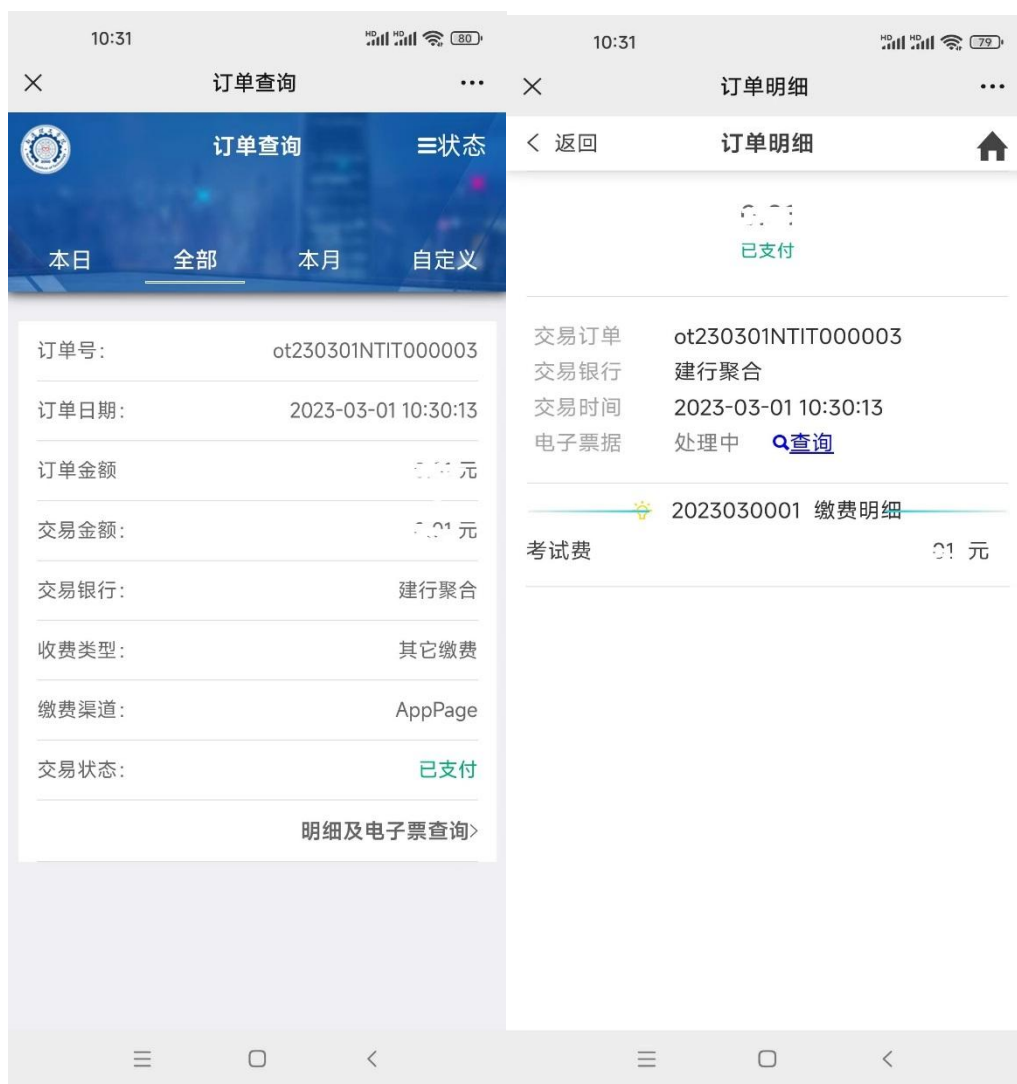 10:31
HD HD 80
订单查询
订单查询
状态
本日 全部 本月 自定义
订单号: ot230301NTIT000003
订单日期: 2023-03-01 10:30:13
订单金额 元
交易金额: 元
交易银行: 建行聚合
收费类型: 其它缴费
缴费渠道: AppPage
交易状态: 已支付
明细及电子票查询>
10:31
HD HD 79
订单明细
返回 订单明细
已支付
交易订单 ot230301NTIT000003
交易银行 建行聚合
交易时间 2023-03-01 10:30:13
电子票据 处理中 查询
2023030001 缴费明细
考试费 元